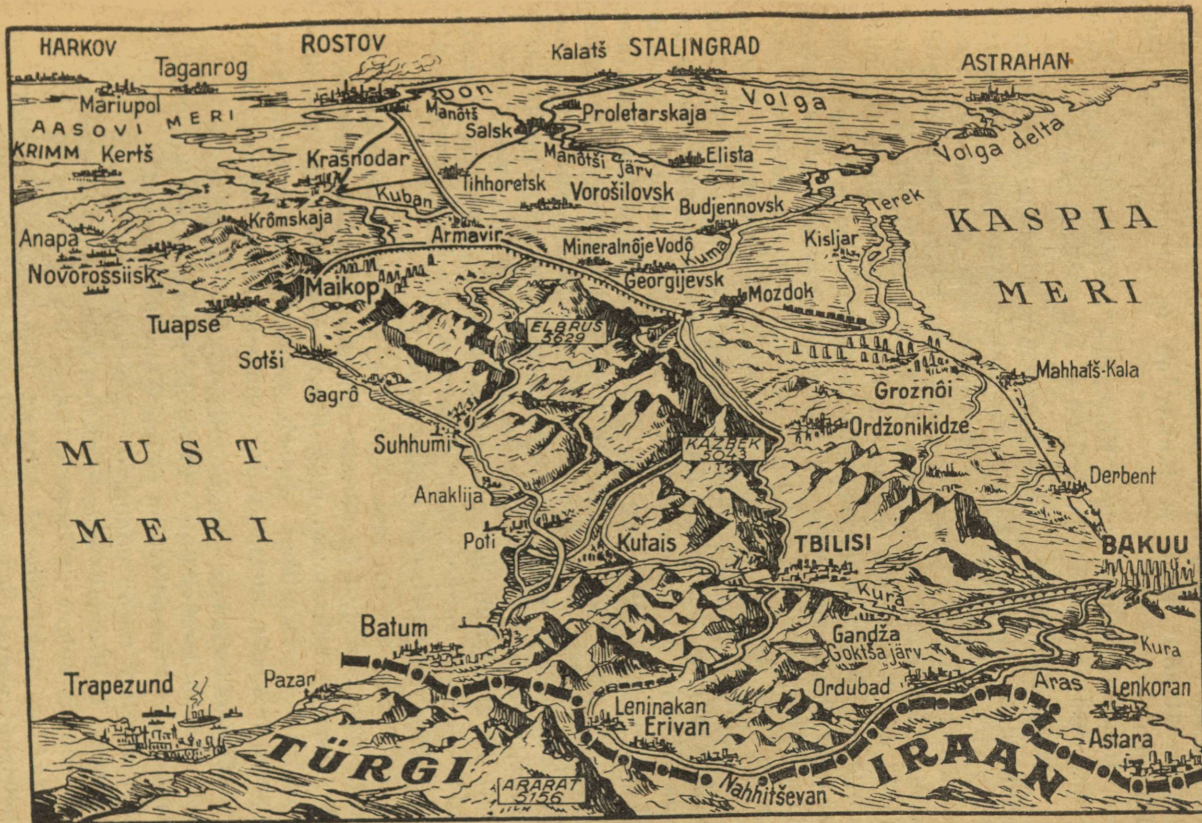 HARKOV
ROSTOV
Kalatš
STALINGRAD
ASTRAHAN
Taganrog
Mariupol
Don
Volga
Manõtš
Proletarskaja
Salsk
AASOVI MERI
Volga delta
KRIMM
Kertš
Krasnodar
Manõtši järv
Elista
Tihhoretsk
Vorošilovsk
Kuban
Budjennovsk
Terek
Krõmskaja
KASPIA
MERI
Anapa
Armavir
Mineralnõje Vodõ
Kuma
Kisljar
Novorossiisk
Maikop
Georgijevsk
Mozdok
Tuapse
ELBRUS
5629
Sotši
Gagrõ
Groznõi
Mahhatš-Kala
Suhhumi
Ordžonikidze
KAZBEK
5043
MUST
MERI
Anaklija
Derbent
Poti
Kutais
TBILISI
BAKUU
Kura
Batum
Gandža
Goktša järv
Kura
Trapezund
Pazar
Ordubad
Aras
Lenkoran
Leninakan
Erivan
Astara
TÜRGI
IRAAN
Nahhitševan
ARARAT
5156